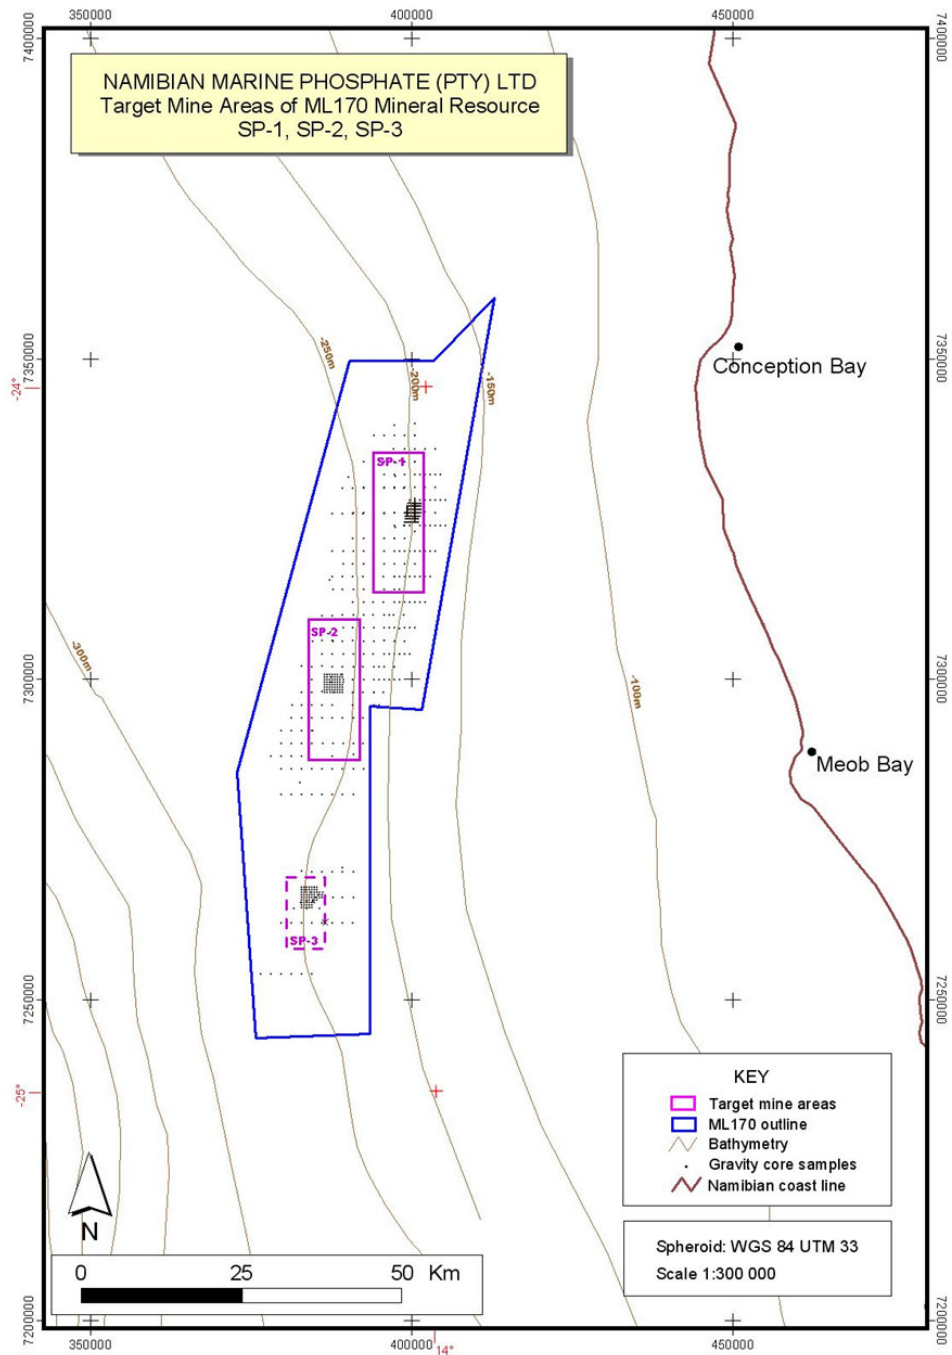 350000
400000
450000
7400000
7400000
NAMIBIAN MARINE PHOSPHATE (PTY) LTD
Target Mine Areas of ML170 Mineral Resource
SP-1, SP-2, SP-3
-250m
-200m
-150m
7350000
7350000
Conception Bay
-24°
SP-1
SP-2
-300m
-100m
7300000
7300000
Meob Bay
SP-3
7250000
7250000
KEY
Target mine areas
ML170 outline
Bathymetry
Gravity core samples
Namibian coast line
-25°
N
Spheroid: WGS 84 UTM 33
Scale 1:300 000
0 25 50 Km
7200000
7200000
350000
400000
14°
450000